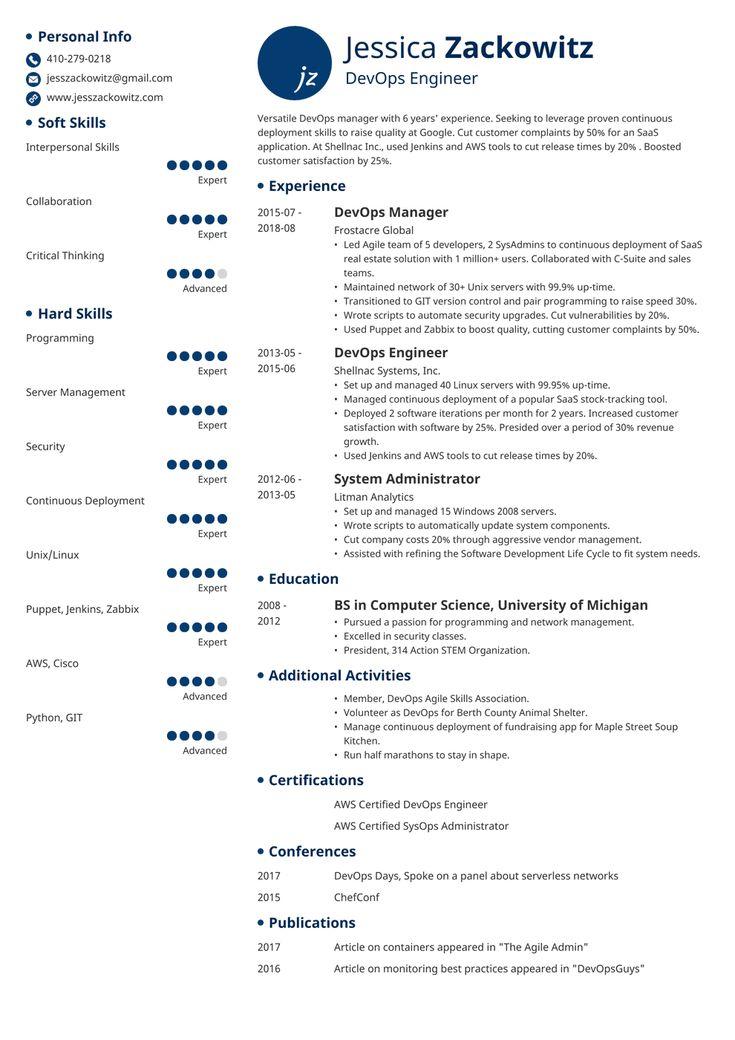 Personal Info
410-279-0218
jesszackowitz@gmail.com
www.jesszackowitz.com
Soft Skills
Interpersonal Skills
Expert
Collaboration
Expert
Critical Thinking
Advanced
Hard Skills
Programming
Expert
Server Management
Expert
Security
Expert
Continuous Deployment
Expert
Unix/Linux
Expert
Puppet, Jenkins, Zabbix
Expert
AWS, Cisco
Advanced
Python, GIT
Advanced
jz
Jessica Zackowitz
DevOps Engineer
Versatile DevOps manager with 6 years' experience. Seeking to leverage proven continuous
deployment skills to raise quality at Google. Cut customer complaints by 50% for an SaaS
application. At Shellnac Inc., used Jenkins and AWS tools to cut release times by 20% . Boosted
customer satisfaction by 25%.
Experience
2015-07 -
2018-08
DevOps Manager
Frostacre Global
• Led Agile team of 5 developers, 2 SysAdmins to continuous deployment of SaaS
real estate solution with 1 million+ users. Collaborated with C-Suite and sales
teams.
• Maintained network of 30+ Unix servers with 99.9% up-time.
• Transitioned to GIT version control and pair programming to raise speed 30%.
• Wrote scripts to automate security upgrades. Cut vulnerabilities by 20%.
• Used Puppet and Zabbix to boost quality, cutting customer complaints by 50%.
2013-05 -
2015-06
DevOps Engineer
Shellnac Systems, Inc.
• Set up and managed 40 Linux servers with 99.95% up-time.
• Managed continuous deployment of a popular SaaS stock-tracking tool.
• Deployed 2 software iterations per month for 2 years. Increased customer
satisfaction with software by 25%. Presided over a period of 30% revenue
growth.
• Used Jenkins and AWS tools to cut release times by 20%.
2012-06 -
2013-05
System Administrator
Litman Analytics
• Set up and managed 15 Windows 2008 servers.
• Wrote scripts to automatically update system components.
• Cut company costs 20% through aggressive vendor management.
• Assisted with refining the Software Development Life Cycle to fit system needs.
Education
2008 -
2012
BS in Computer Science, University of Michigan
• Pursued a passion for programming and network management.
• Excelled in security classes.
• President, 314 Action STEM Organization.
Additional Activities
• Member, DevOps Agile Skills Association.
• Volunteer as DevOps for Berth County Animal Shelter.
• Manage continuous deployment of fundraising app for Maple Street Soup
Kitchen.
• Run half marathons to stay in shape.
Certifications
AWS Certified DevOps Engineer
AWS Certified SysOps Administrator
Conferences
2017 DevOps Days, Spoke on a panel about serverless networks
2015 ChefConf
Publications
2017 Article on containers appeared in "The Agile Admin"
2016 Article on monitoring best practices appeared in "DevOpsGuys"